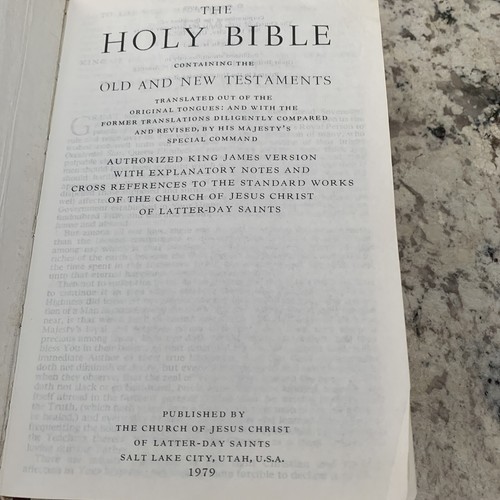 THE
HOLY BIBLE
CONTAINING THE
OLD AND NEW TESTAMENTS
TRANSLATED OUT OF THE
ORIGINAL TONGUES: AND WITH THE
FORMER TRANSLATIONS DILIGENTLY COMPARED
AND REVISED, BY HIS MAJESTY'S
SPECIAL COMMAND
AUTHORIZED KING JAMES VERSION
WITH EXPLANATORY NOTES AND
CROSS REFERENCES TO THE STANDARD WORKS
OF THE CHURCH OF JESUS CHRIST
OF LATTER-DAY SAINTS
PUBLISHED BY
THE CHURCH OF JESUS CHRIST
OF LATTER-DAY SAINTS
SALT LAKE CITY, UTAH, U.S.A.
1979